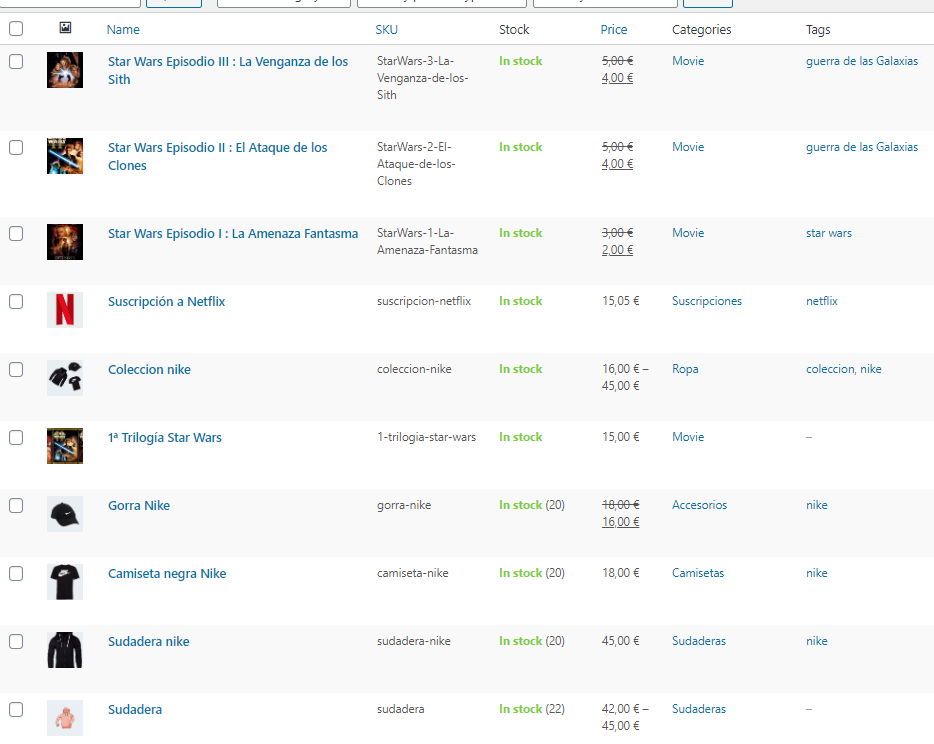 Name SKU Stock Price Categories Tags
Star Wars Episodio III : La Venganza de los StarWars-3-La- In stock 5,00 € Movie guerra de las Galaxias
Sith Venganza-de-los- 4,00 €
Sith
Star Wars Episodio II : El Ataque de los StarWars-2-El- In stock 5,00 € Movie guerra de las Galaxias
Clones Ataque-de-los- 4,00 €
Clones
Star Wars Episodio I : La Amenaza Fantasma StarWars-1-La- In stock 3,00 € Movie star wars
Amenaza-Fantasma 2,00 €
Suscripción a Netflix suscripcion-netflix In stock 15,05 € Suscripciones netflix
Coleccion nike coleccion-nike In stock 16,00 € – Ropa coleccion, nike
45,00 €
1ª Trilogía Star Wars 1-trilogia-star-wars In stock 15,00 € Movie –
Gorra Nike gorra-nike In stock (20) 18,00 € Accesorios nike
16,00 €
Camiseta negra Nike camiseta-nike In stock (20) 18,00 € Camisetas nike
Sudadera nike sudadera-nike In stock (20) 45,00 € Sudaderas nike
Sudadera sudadera In stock (22) 42,00 € – Sudaderas –
45,00 €